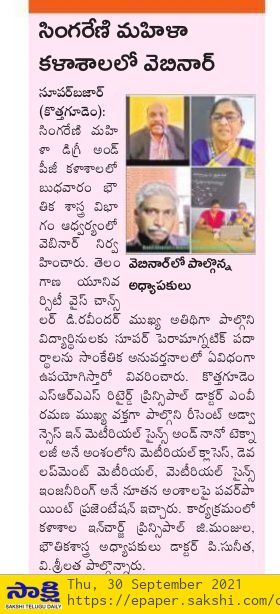 సింగరేణి మహిళా
కళాశాలలో వెబినార్
సూపర్‌బజార్
(కొత్తగూడెం):
సింగరేణి మహి
ళా డిగ్రీ అండ్
పీజీ కళాశాలలో
బుధవారం భౌ
తిక శాస్త్ర విభా
గం ఆధ్వర్యంలో
వెబినార్ నిర్వ
హించారు. తెలం
గాణ యూనివ
ర్సిటీ వైస్ చాన్స్
వెబినార్‌లో పాల్గొన్న
అధ్యాపకులు
లర్ డి.రవీందర్ ముఖ్య అతిథిగా పాల్గొని
విద్యార్థినులకు సూపర్ పెరామాగ్నటిక్ పదా
ర్థాలను సాంకేతిక అనువర్తనాలలో ఏవిధంగా
ఉపయోగిస్తారో వివరించారు. కొత్తగూడెం
ఎస్ఆర్ఎస్ రిటైర్డ్ ప్రిన్సిపాల్ డాక్టర్ ఎంవీ
రమణ ముఖ్య వక్తగా పాల్గొని రీసెంట్ అడ్వా
న్సెస్ ఇన్ మెటీరియల్ సైన్స్ అండ్ నానో టెక్నా
లజీ అనే అంశంలోని మెటీరియల్ క్లాసెస్, డెవ
లప్‌మెంట్ మెటీరియల్, మెటీరియల్ సైన్స్
ఇంజనీరింగ్ అనే నూతన అంశాలపై పవర్‌పా
యింట్ ప్రజెంటేషన్ ఇచ్చారు. కార్యక్రమంలో
కళాశాల ఇన్‌చార్జ్ ప్రిన్సిపాల్ జి.మంజుల,
భౌతికశాస్త్ర అధ్యాపకులు డాక్టర్ పి.సునీత,
వి.శ్రీలత పాల్గొన్నారు.
సాక్షి
SAKSHI TELUGU DAILY
Thu, 30 September 2021
https://epaper.sakshi.com/c